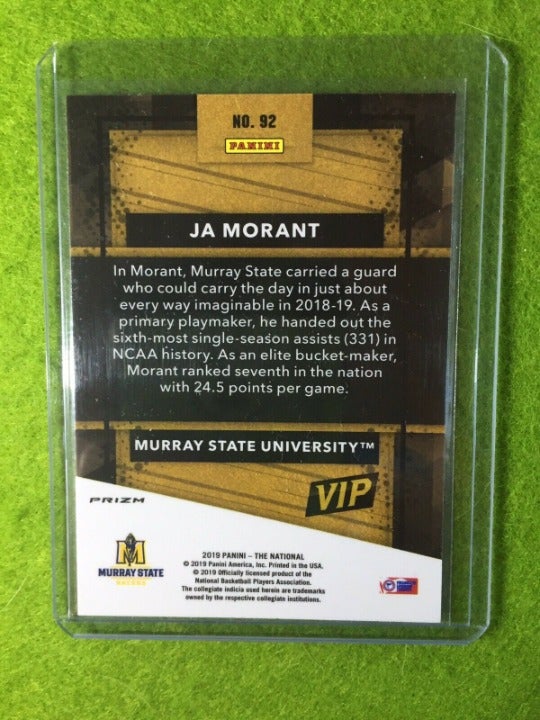 NO. 92
PANINI
JA MORANT
In Morant, Murray State carried a guard
who could carry the day in just about
every way imaginable in 2018-19. As a
primary playmaker, he handed out the
sixth-most single-season assists (331) in
NCAA history. As an elite bucket-maker,
Morant ranked seventh in the nation
with 24.5 points per game.
MURRAY STATE UNIVERSITY™
VIP
PRIZM
M
MURRAY STATE
RACERS
2019 PANINI – THE NATIONAL
© 2019 Panini America, Inc. Printed in the USA.
© 2019 Officially licensed product of the
National Basketball Players Association.
The collegiate indicia used herein are trademarks
owned by the respective collegiate institutions.